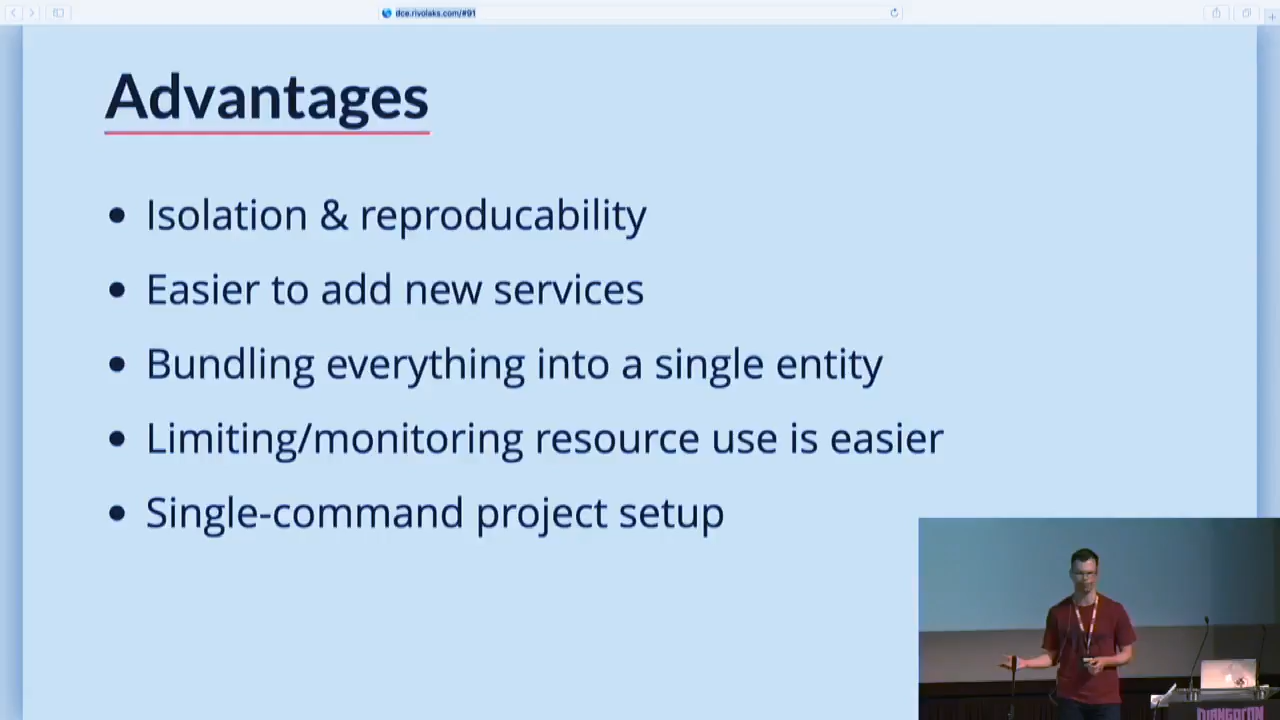 dce.rivolaks.com/#91
Advantages
Isolation & reproducability
Easier to add new services
Bundling everything into a single entity
Limiting/monitoring resource use is easier
Single-command project setup
DJANGOCON